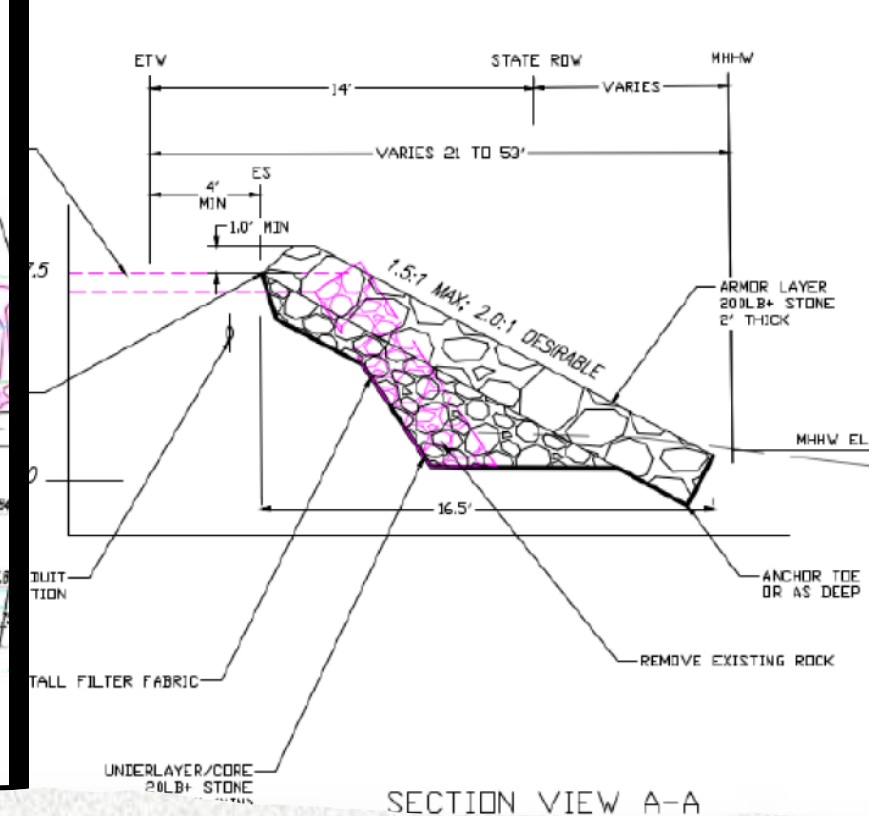 ETW
STATE ROW
MHHW
14'
VARIES
VARIES 21 TO 53'
ES
4'
MIN
1.0' MIN
7.5
1.5:1 MAX; 2.0:1 DESIRABLE
ARMOR LAYER
200LB+ STONE
2' THICK
MHHW EL
0
16.5'
DUIT
TION
ANCHOR TOE
OR AS DEEP
REMOVE EXISTING ROCK
TALL FILTER FABRIC
UNDERLAYER/CORE
20LB+ STONE
SECTION VIEW A-A